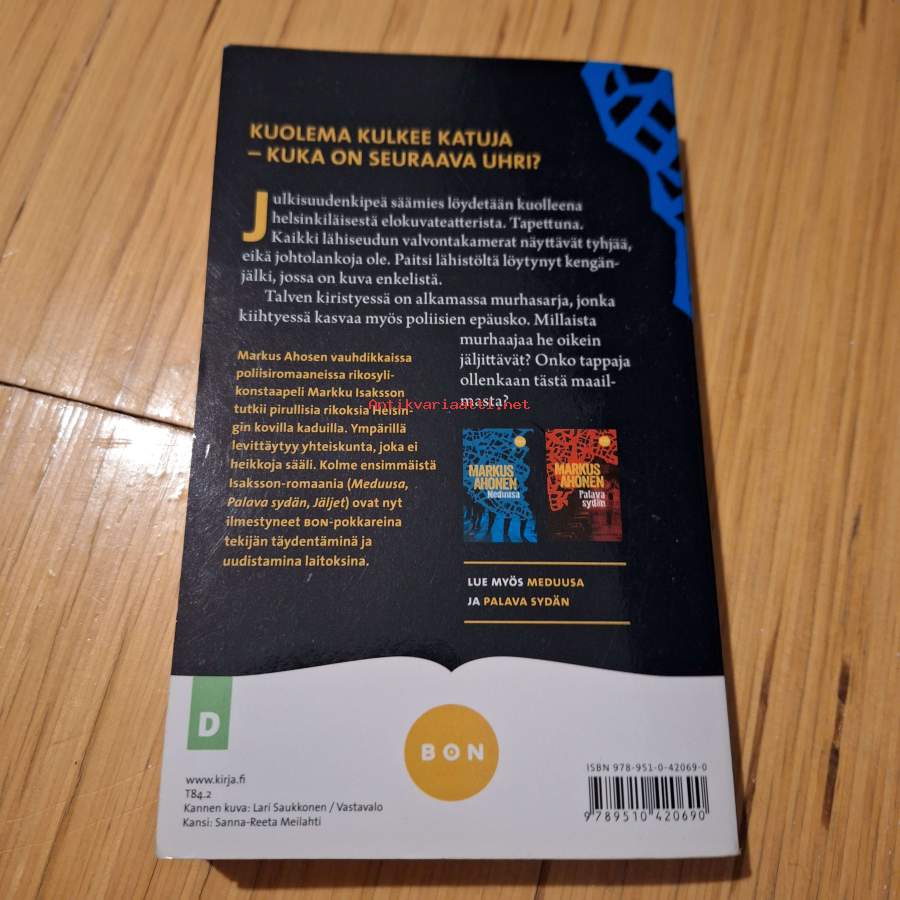 KUOLEMA KULKEE KATUJA
– KUKA ON SEURAAVA UHRI?
Julkisuudenkipeä säämies löydetään kuolleena
helsinkiläisestä elokuvateatterista. Tapettuna.
Kaikki lähiseudun valvontakamerat näyttävät tyhjää,
eikä johtolankoja ole. Paitsi lähistöltä löytynyt kengän-
jälki, jossa on kuva enkelistä.
Talven kiristyessä on alkamassa murhasarja, jonka
kiihtyessä kasvaa myös poliisien epäusko. Millaista
murhaajaa he oikein
jäljittävät? Onko tappaja
ollenkaan tästä maail-
masta?
Markus Ahosen vauhdikkaissa
poliisiromaaneissa rikosyli-
konstaapeli Markku Isaksson
tutkii pirullisia rikoksia Helsin-
gin kovilla kaduilla. Ympärillä
levittäytyy yhteiskunta, joka ei
heikkoja sääli. Kolme ensimmäistä
Isaksson-romaania (Meduusa,
Palava sydän, Jäljet) ovat nyt
ilmestyneet BON-pokkareina
tekijän täydentäminä ja
uudistamina laitoksina.
Antikvariaatti.net
BON
MARKUS
AHONEN
Meduusa
BON
MARKUS
AHONEN
Palava
sydän
LUE MYÖS MEDUUSA
JA PALAVA SYDÄN
D
BON
www.kirja.fi
T84.2
Kannen kuva: Lari Saukkonen / Vastavalo
Kansi: Sanna-Reeta Meilahti
ISBN 978-951-0-42069-0
9 789510 420690